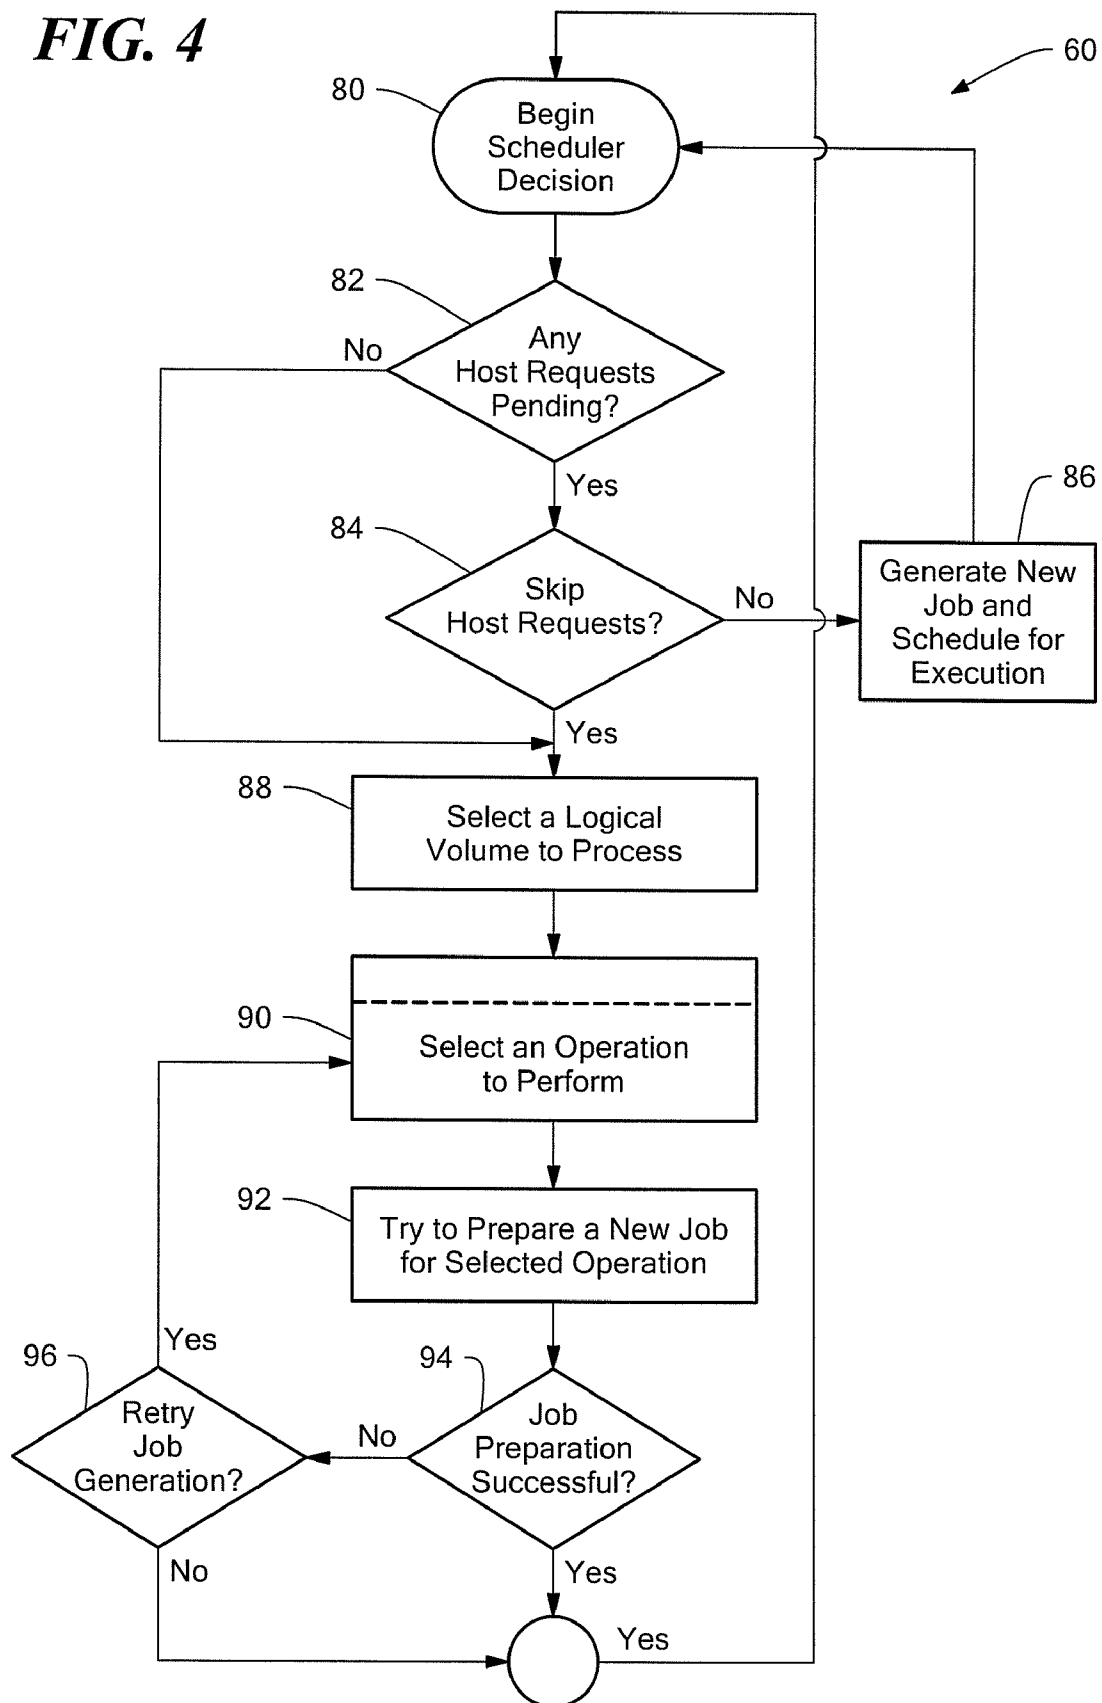 FIG. 4
60
80
Begin
Scheduler
Decision
82
Any
Host Requests
Pending?
No
Yes
84
Skip
Host Requests?
No
86
Generate New
Job and
Schedule for
Execution
Yes
88
Select a Logical
Volume to Process
90
Select an Operation
to Perform
92
Try to Prepare a New Job
for Selected Operation
94
Job
Preparation
Successful?
No
96
Retry
Job
Generation?
Yes
No
Yes
Yes